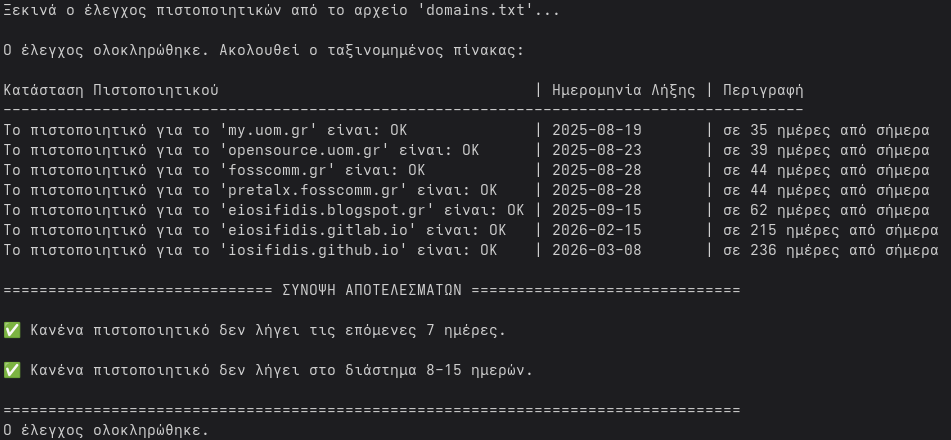 Ξεκινά ο έλεγχος πιστοποιητικών από το αρχείο 'domains.txt'...
Ο έλεγχος ολοκληρώθηκε. Ακολουθεί ο ταξινομημένος πίνακας:
Κατάσταση Πιστοποιητικού | Ημερομηνία Λήξης | Περιγραφή
-----------------------------------------------------------------------------------------
Το πιστοποιητικό για το 'my.uom.gr' είναι: OK | 2025-08-19 | σε 35 ημέρες από σήμερα
Το πιστοποιητικό για το 'opensource.uom.gr' είναι: OK | 2025-08-23 | σε 39 ημέρες από σήμερα
Το πιστοποιητικό για το 'fosscomm.gr' είναι: OK | 2025-08-28 | σε 44 ημέρες από σήμερα
Το πιστοποιητικό για το 'pretalx.fosscomm.gr' είναι: OK | 2025-08-28 | σε 44 ημέρες από σήμερα
Το πιστοποιητικό για το 'eiosifidis.blogspot.gr' είναι: OK | 2025-09-15 | σε 62 ημέρες από σήμερα
Το πιστοποιητικό για το 'eiosifidis.gitlab.io' είναι: OK | 2026-02-15 | σε 215 ημέρες από σήμερα
Το πιστοποιητικό για το 'iosifidis.github.io' είναι: OK | 2026-03-08 | σε 236 ημέρες από σήμερα
============================== ΣΥΝΟΨΗ ΑΠΟΤΕΛΕΣΜΑΤΩΝ ==============================
✅ Κανένα πιστοποιητικό δεν λήγει τις επόμενες 7 ημέρες.
✅ Κανένα πιστοποιητικό δεν λήγει στο διάστημα 8-15 ημερών.
==================================================================================
Ο έλεγχος ολοκληρώθηκε.